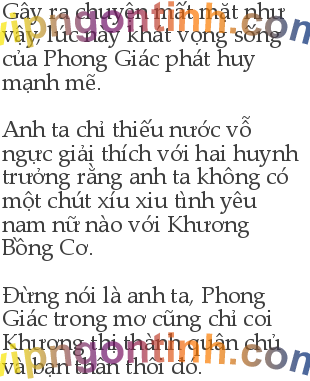 Gây ra chuyện mất mặt như
vậy, lúc này khát vọng sống
của Phong Giác phát huy
mạnh mẽ.
Anh ta chỉ thiếu nước vỗ
ngực giải thích với hai huynh
trưởng rằng anh ta không có
một chút xíu xiu tình yêu
nam nữ nào với Khương
Bồng Cơ.
Đừng nói là anh ta, Phong
Giác trong mơ cũng chỉ coi
Khương thị thành quân chủ
và bạn thân thôi đó.
vipngontinh.com
vipngontinh.com